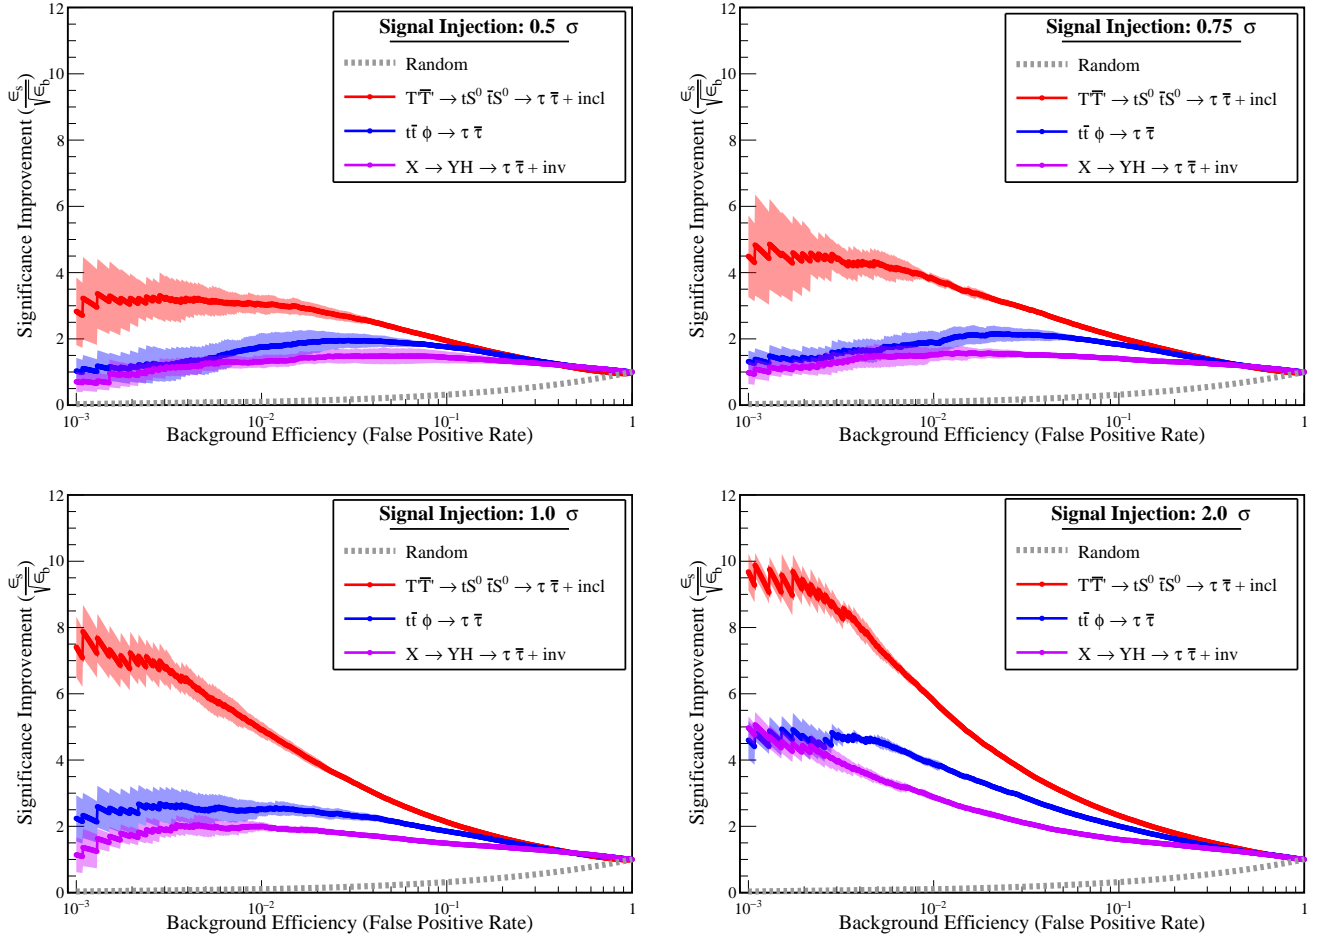 Signal Injection: 0.5 σ
Random
T'T̅' → tS⁰ t̄S⁰ → τ τ̄ + incl
tt̄ ϕ → τ τ̄
X → YH → τ τ̄ + inv
Significance Improvement (ϵₛ/√ϵ_b)
12
10
8
6
4
2
0
10⁻³
10⁻²
10⁻¹
1
Background Efficiency (False Positive Rate)
Signal Injection: 0.75 σ
Random
T'T̅' → tS⁰ t̄S⁰ → τ τ̄ + incl
tt̄ ϕ → τ τ̄
X → YH → τ τ̄ + inv
Significance Improvement (ϵₛ/√ϵ_b)
12
10
8
6
4
2
0
10⁻³
10⁻²
10⁻¹
1
Background Efficiency (False Positive Rate)
Signal Injection: 1.0 σ
Random
T'T̅' → tS⁰ t̄S⁰ → τ τ̄ + incl
tt̄ ϕ → τ τ̄
X → YH → τ τ̄ + inv
Significance Improvement (ϵₛ/√ϵ_b)
12
10
8
6
4
2
0
10⁻³
10⁻²
10⁻¹
1
Background Efficiency (False Positive Rate)
Signal Injection: 2.0 σ
Random
T'T̅' → tS⁰ t̄S⁰ → τ τ̄ + incl
tt̄ ϕ → τ τ̄
X → YH → τ τ̄ + inv
Significance Improvement (ϵₛ/√ϵ_b)
12
10
8
6
4
2
0
10⁻³
10⁻²
10⁻¹
1
Background Efficiency (False Positive Rate)